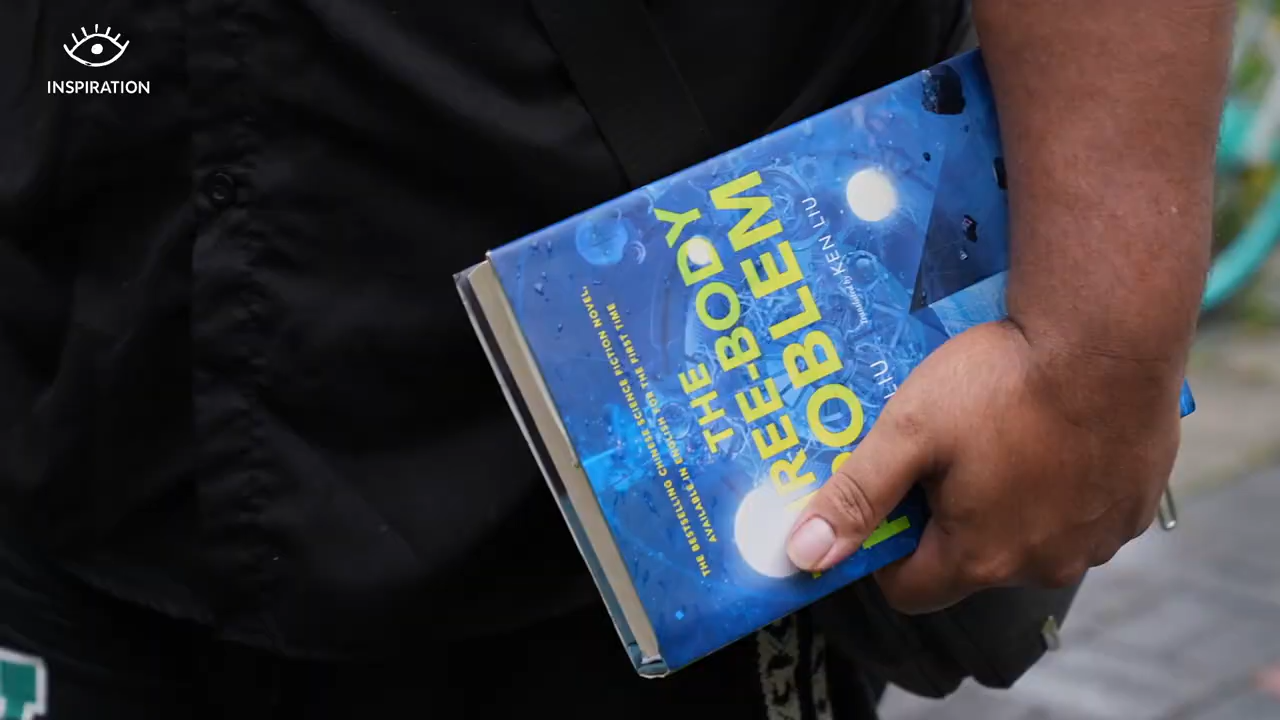 INSPIRATION
THE BESTSELLING CHINESE SCIENCE FICTION NOVEL,
AVAILABLE IN ENGLISH FOR THE FIRST TIME
THE
REE-BODY
OBLEM
LIU
Translated by KEN LIU